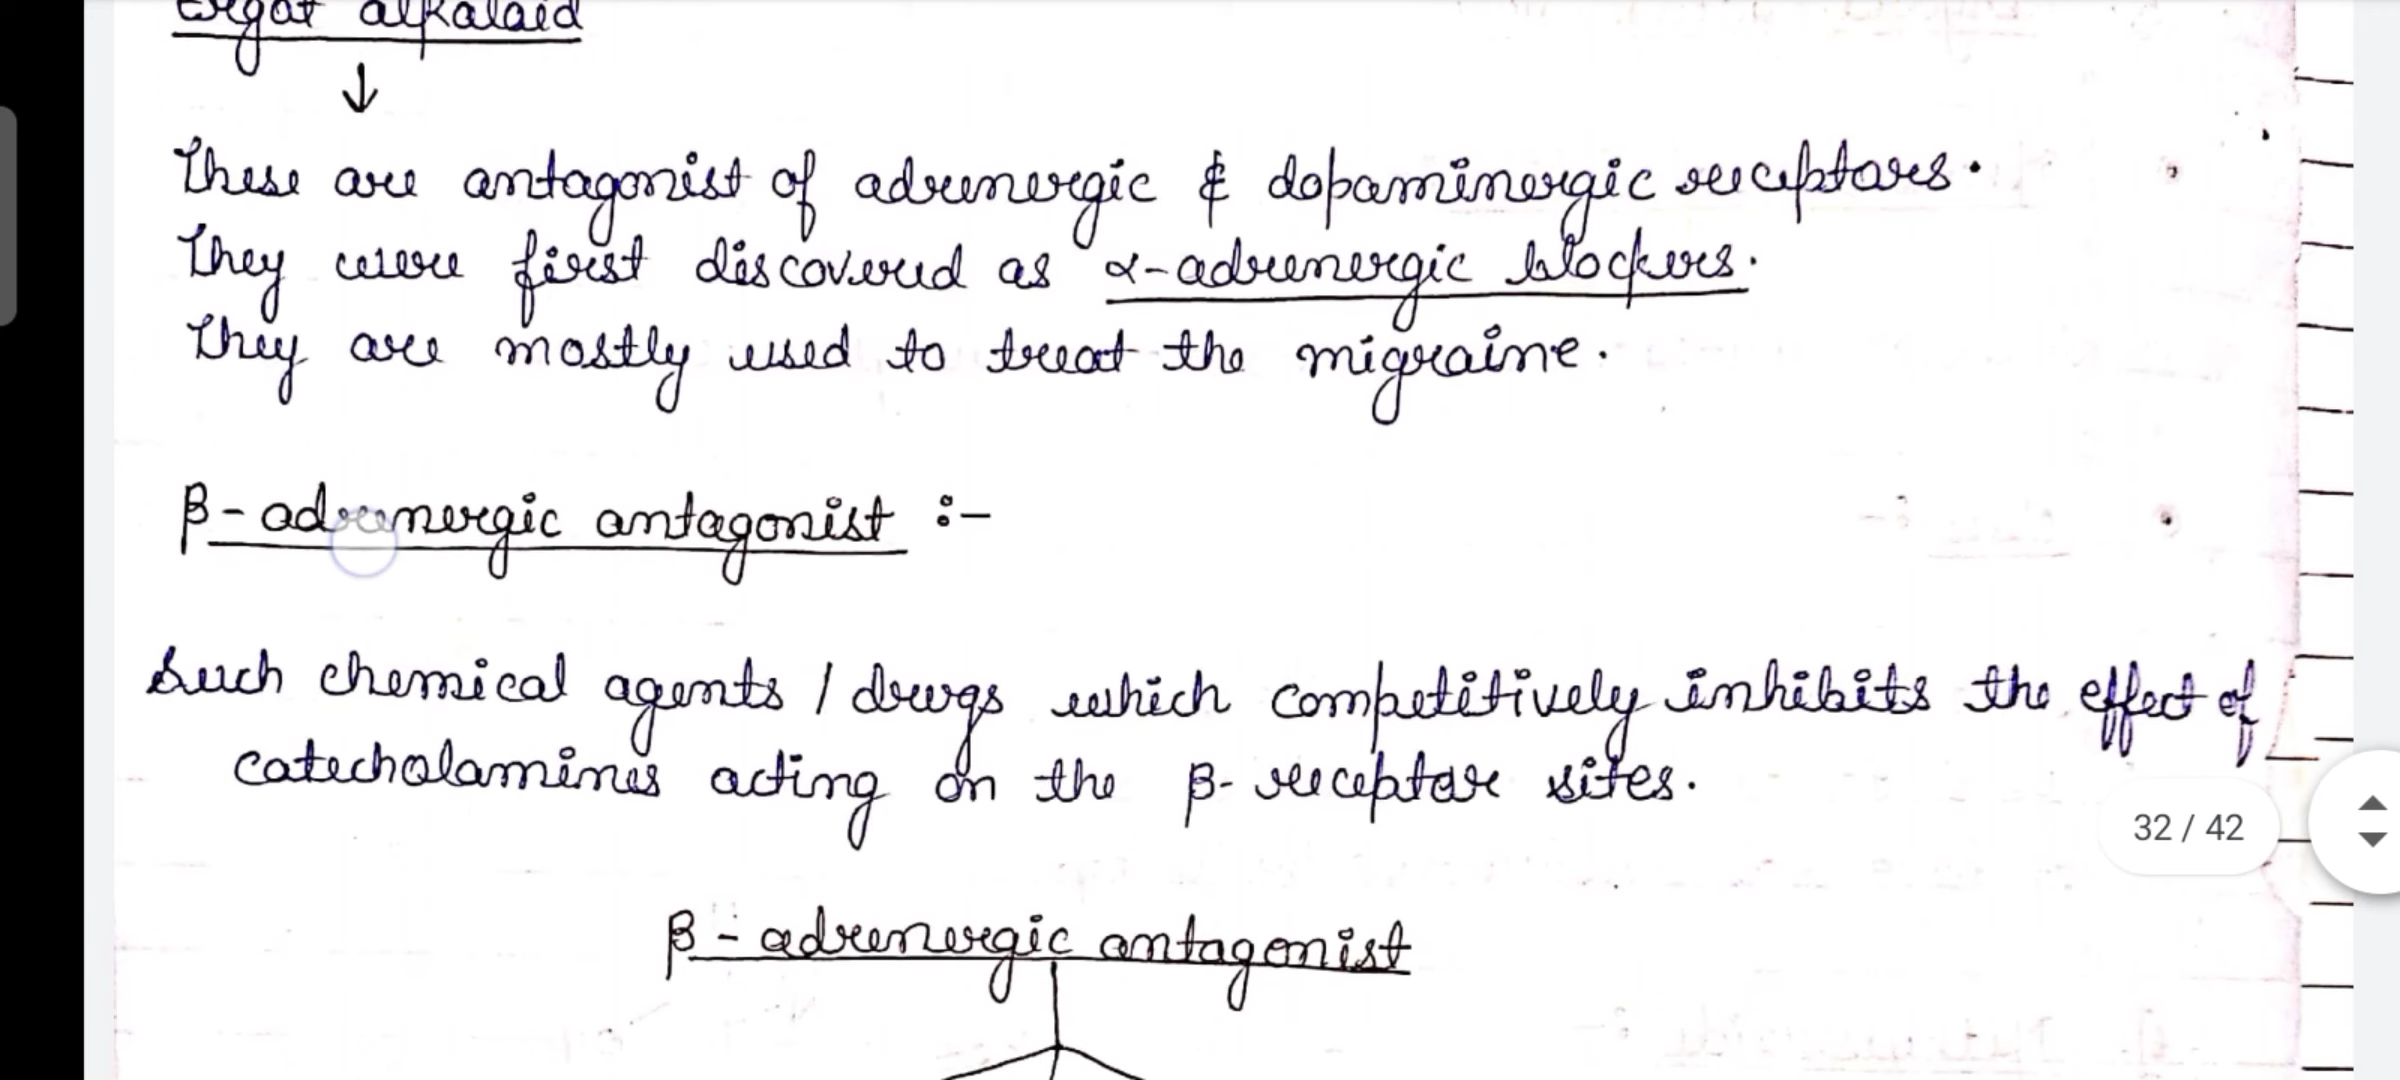 Ergot alkalaid
↓
These are antagonist of adrenergic & dopaminergic receptors.
They were first discovered as α-adrenergic blockers.
They are mostly used to treat the migraine.
β-adrenergic antagonist :-
Such chemical agents / drugs which competitively inhibits the effect of
catecholamines acting on the β-receptor sites.
32 / 42
β-adrenergic antagonist